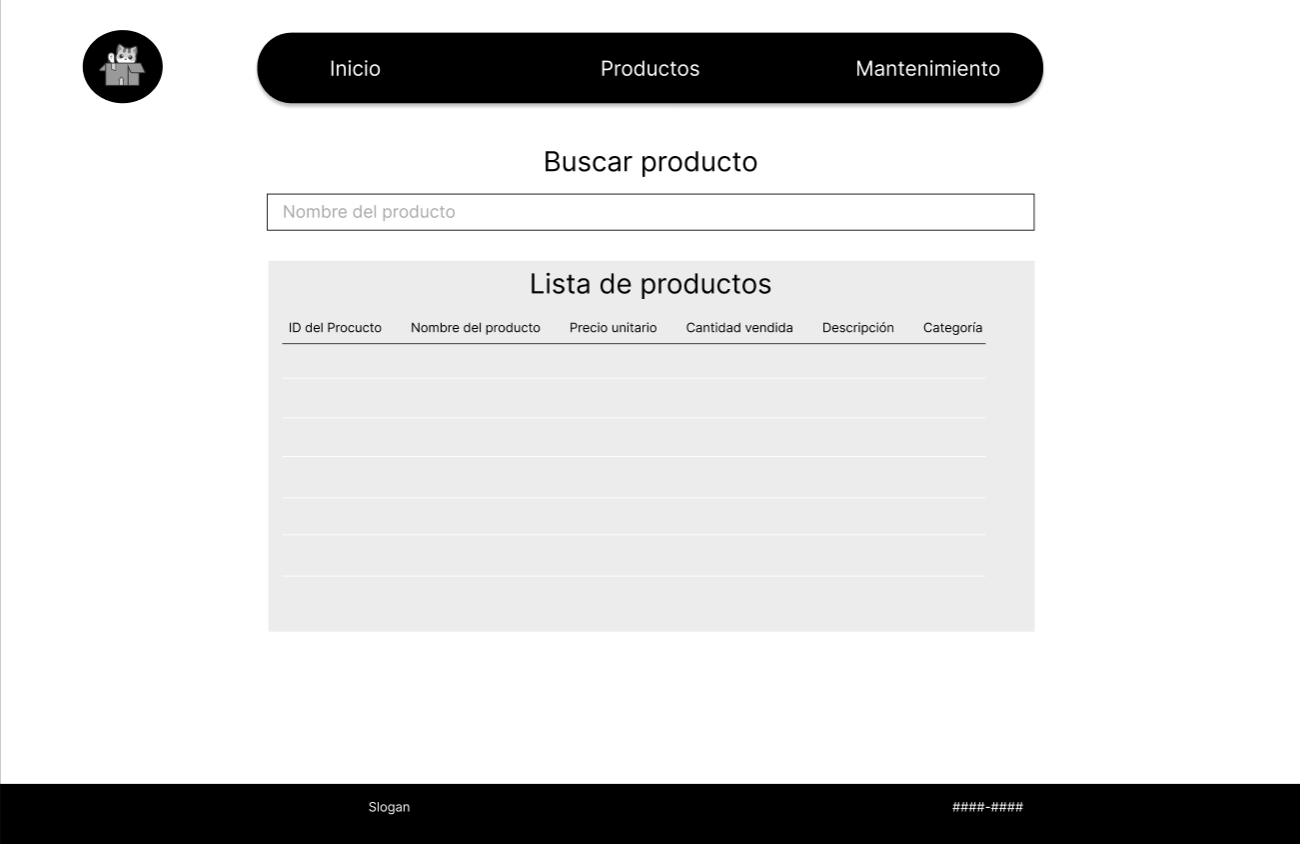 Inicio Productos Mantenimiento
Buscar producto
Nombre del producto
Lista de productos
ID del Procucto Nombre del producto Precio unitario Cantidad vendida Descripción Categoría
Slogan ####-####